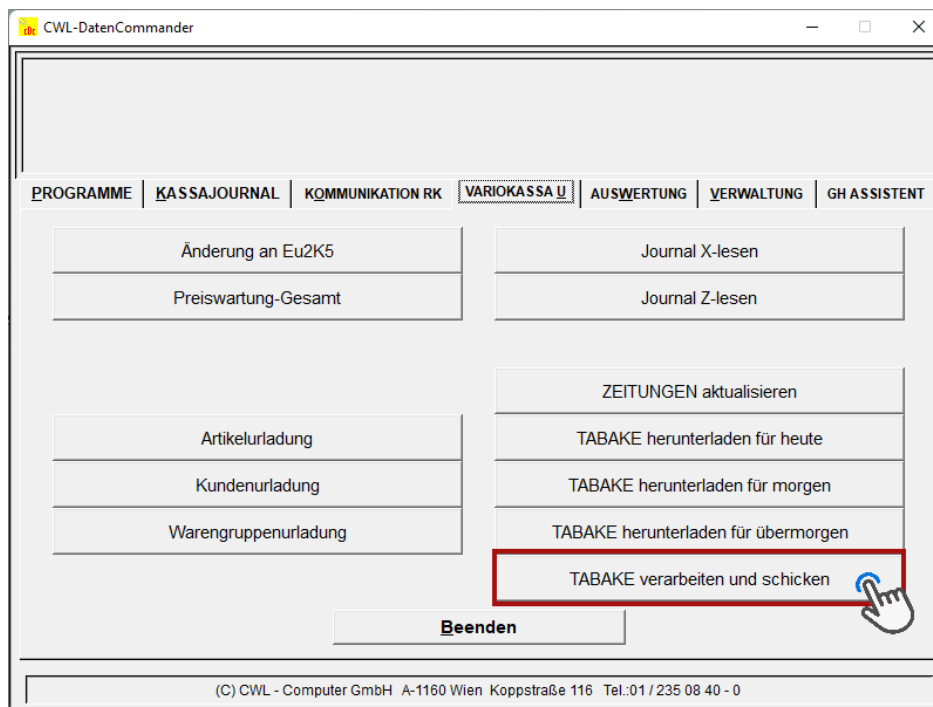 CWL-DatenCommander
PROGRAMME KASSAJOURNAL KOMMUNIKATION RK VARIOKASSA U AUSWERTUNG VERWALTUNG GH ASSISTENT
Änderung an Eu2K5
Journal X-lesen
Preiswartung-Gesamt
Journal Z-lesen
ZEITUNGEN aktualisieren
Artikelurladung
TABAKE herunterladen für heute
Kundenurladung
TABAKE herunterladen für morgen
Warengruppenurladung
TABAKE herunterladen für übermorgen
TABAKE verarbeiten und schicken
Beenden
(C) CWL - Computer GmbH A-1160 Wien Koppstraße 116 Tel.:01 / 235 08 40 - 0